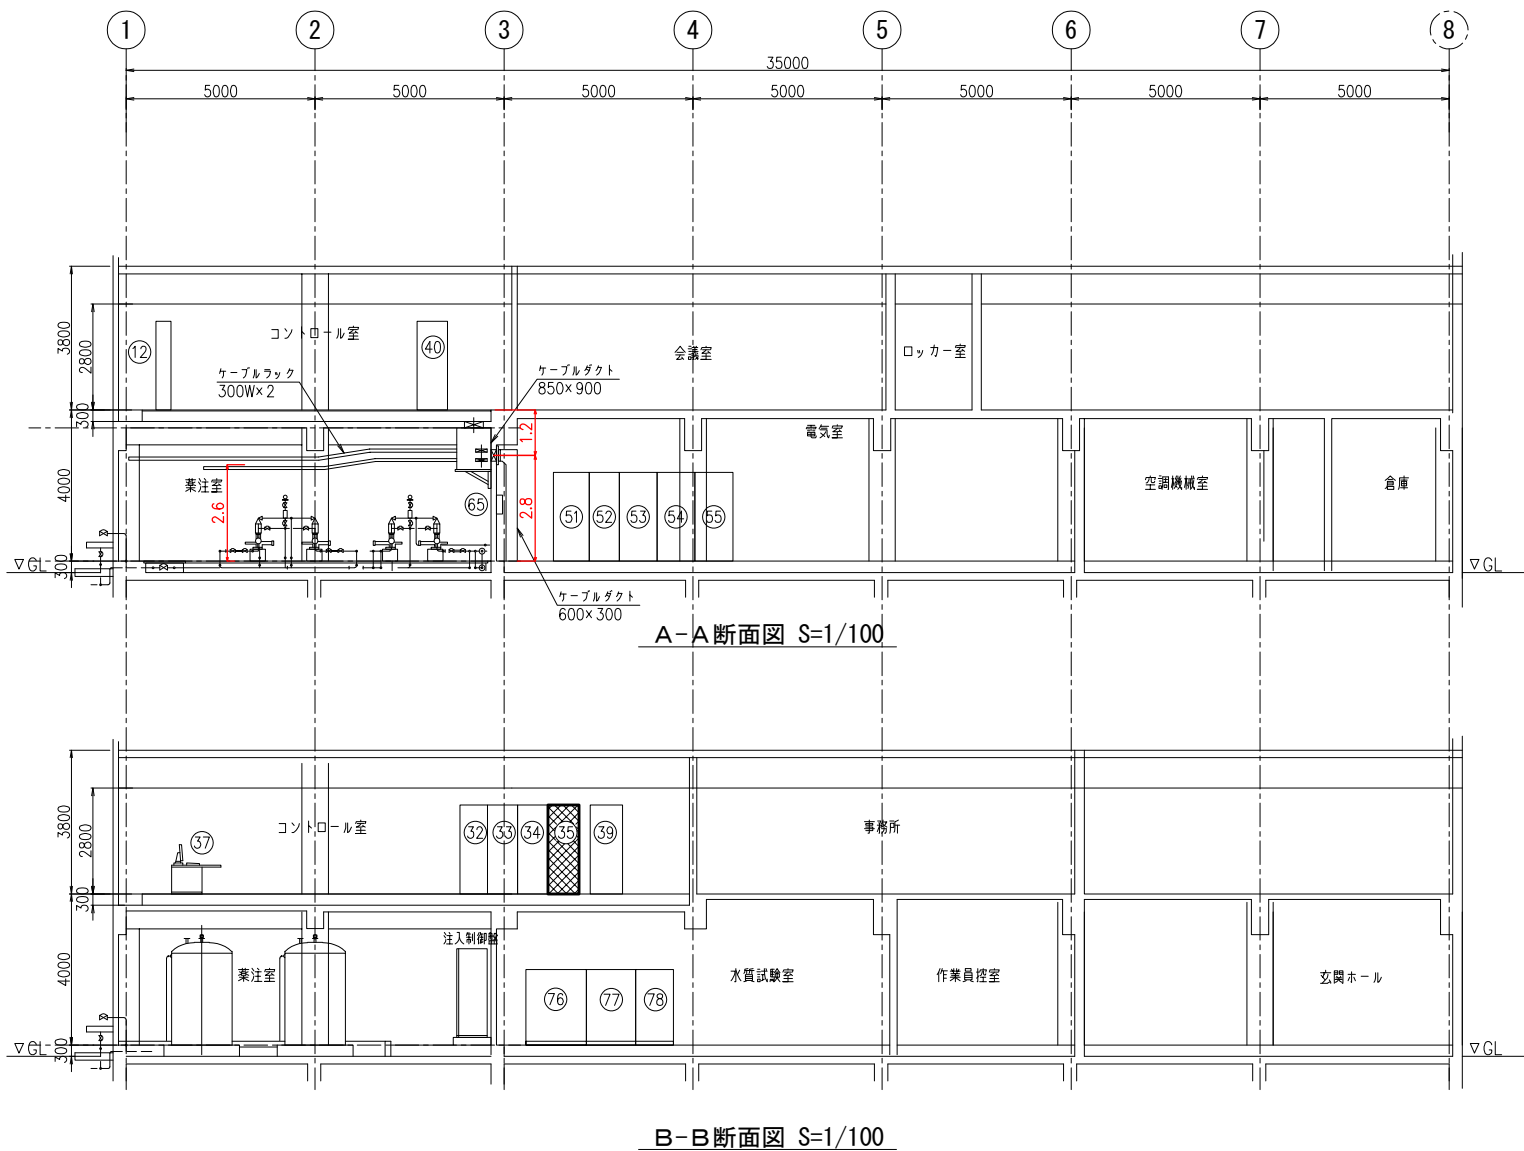 1 2 3 4 5 6 7 8
35000
5000 5000 5000 5000 5000 5000 5000
3800
2800
300
4000
300
コントロール室
12
40
会議室
ロッカー室
ケーブルラック
300W×2
ケーブルダクト
850×900
1.2
2.8
2.6
電気室
薬注室
65
51 52 53 54 55
空調機械室
倉庫
▽GL
▽GL
ケーブルダクト
600×300
A-A断面図 S=1/100
3800
2800
300
4000
300
コントロール室
37
32 33 34 35 39
事務所
注入制御盤
薬注室
76 77 78
水質試験室
作業員控室
玄関ホール
▽GL
▽GL
B-B断面図 S=1/100